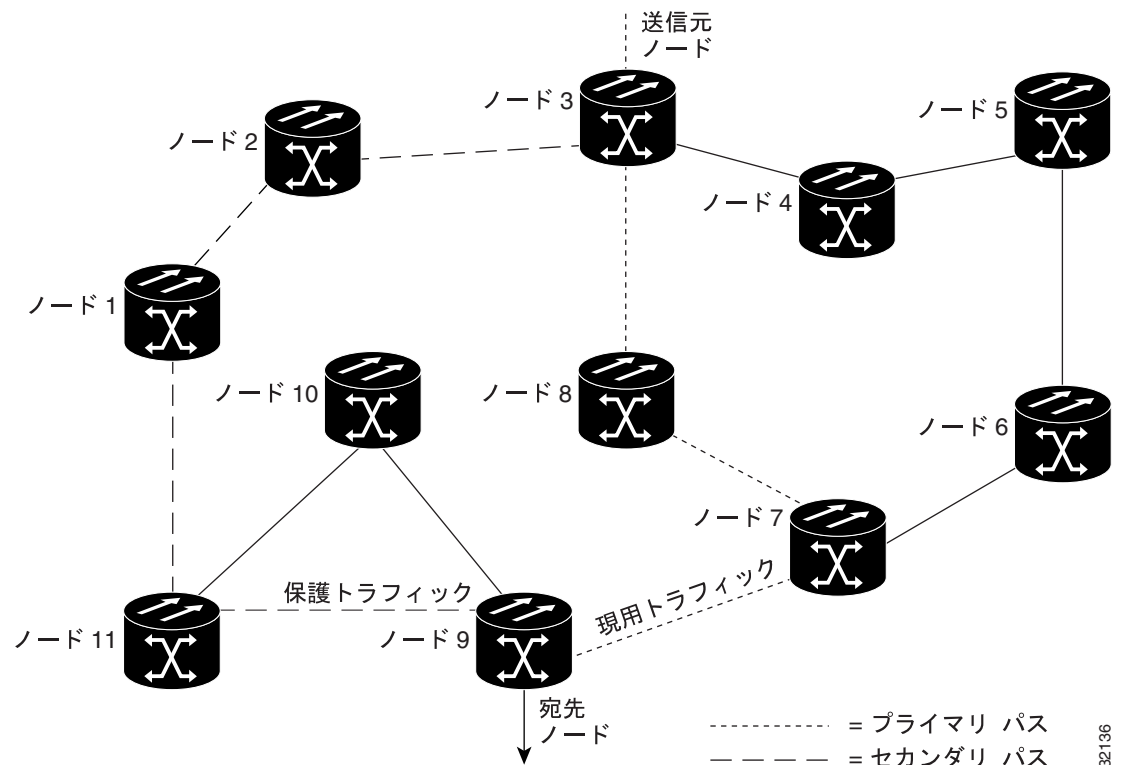 送信元
ノード
ノード 3
ノード 5
ノード 2
ノード 4
ノード 1
ノード 10
ノード 8
ノード 6
ノード 7
保護トラフィック
現用トラフィック
ノード 11
ノード 9
宛先
ノード
= プライマリ パス
= セカンダリ パス
32136